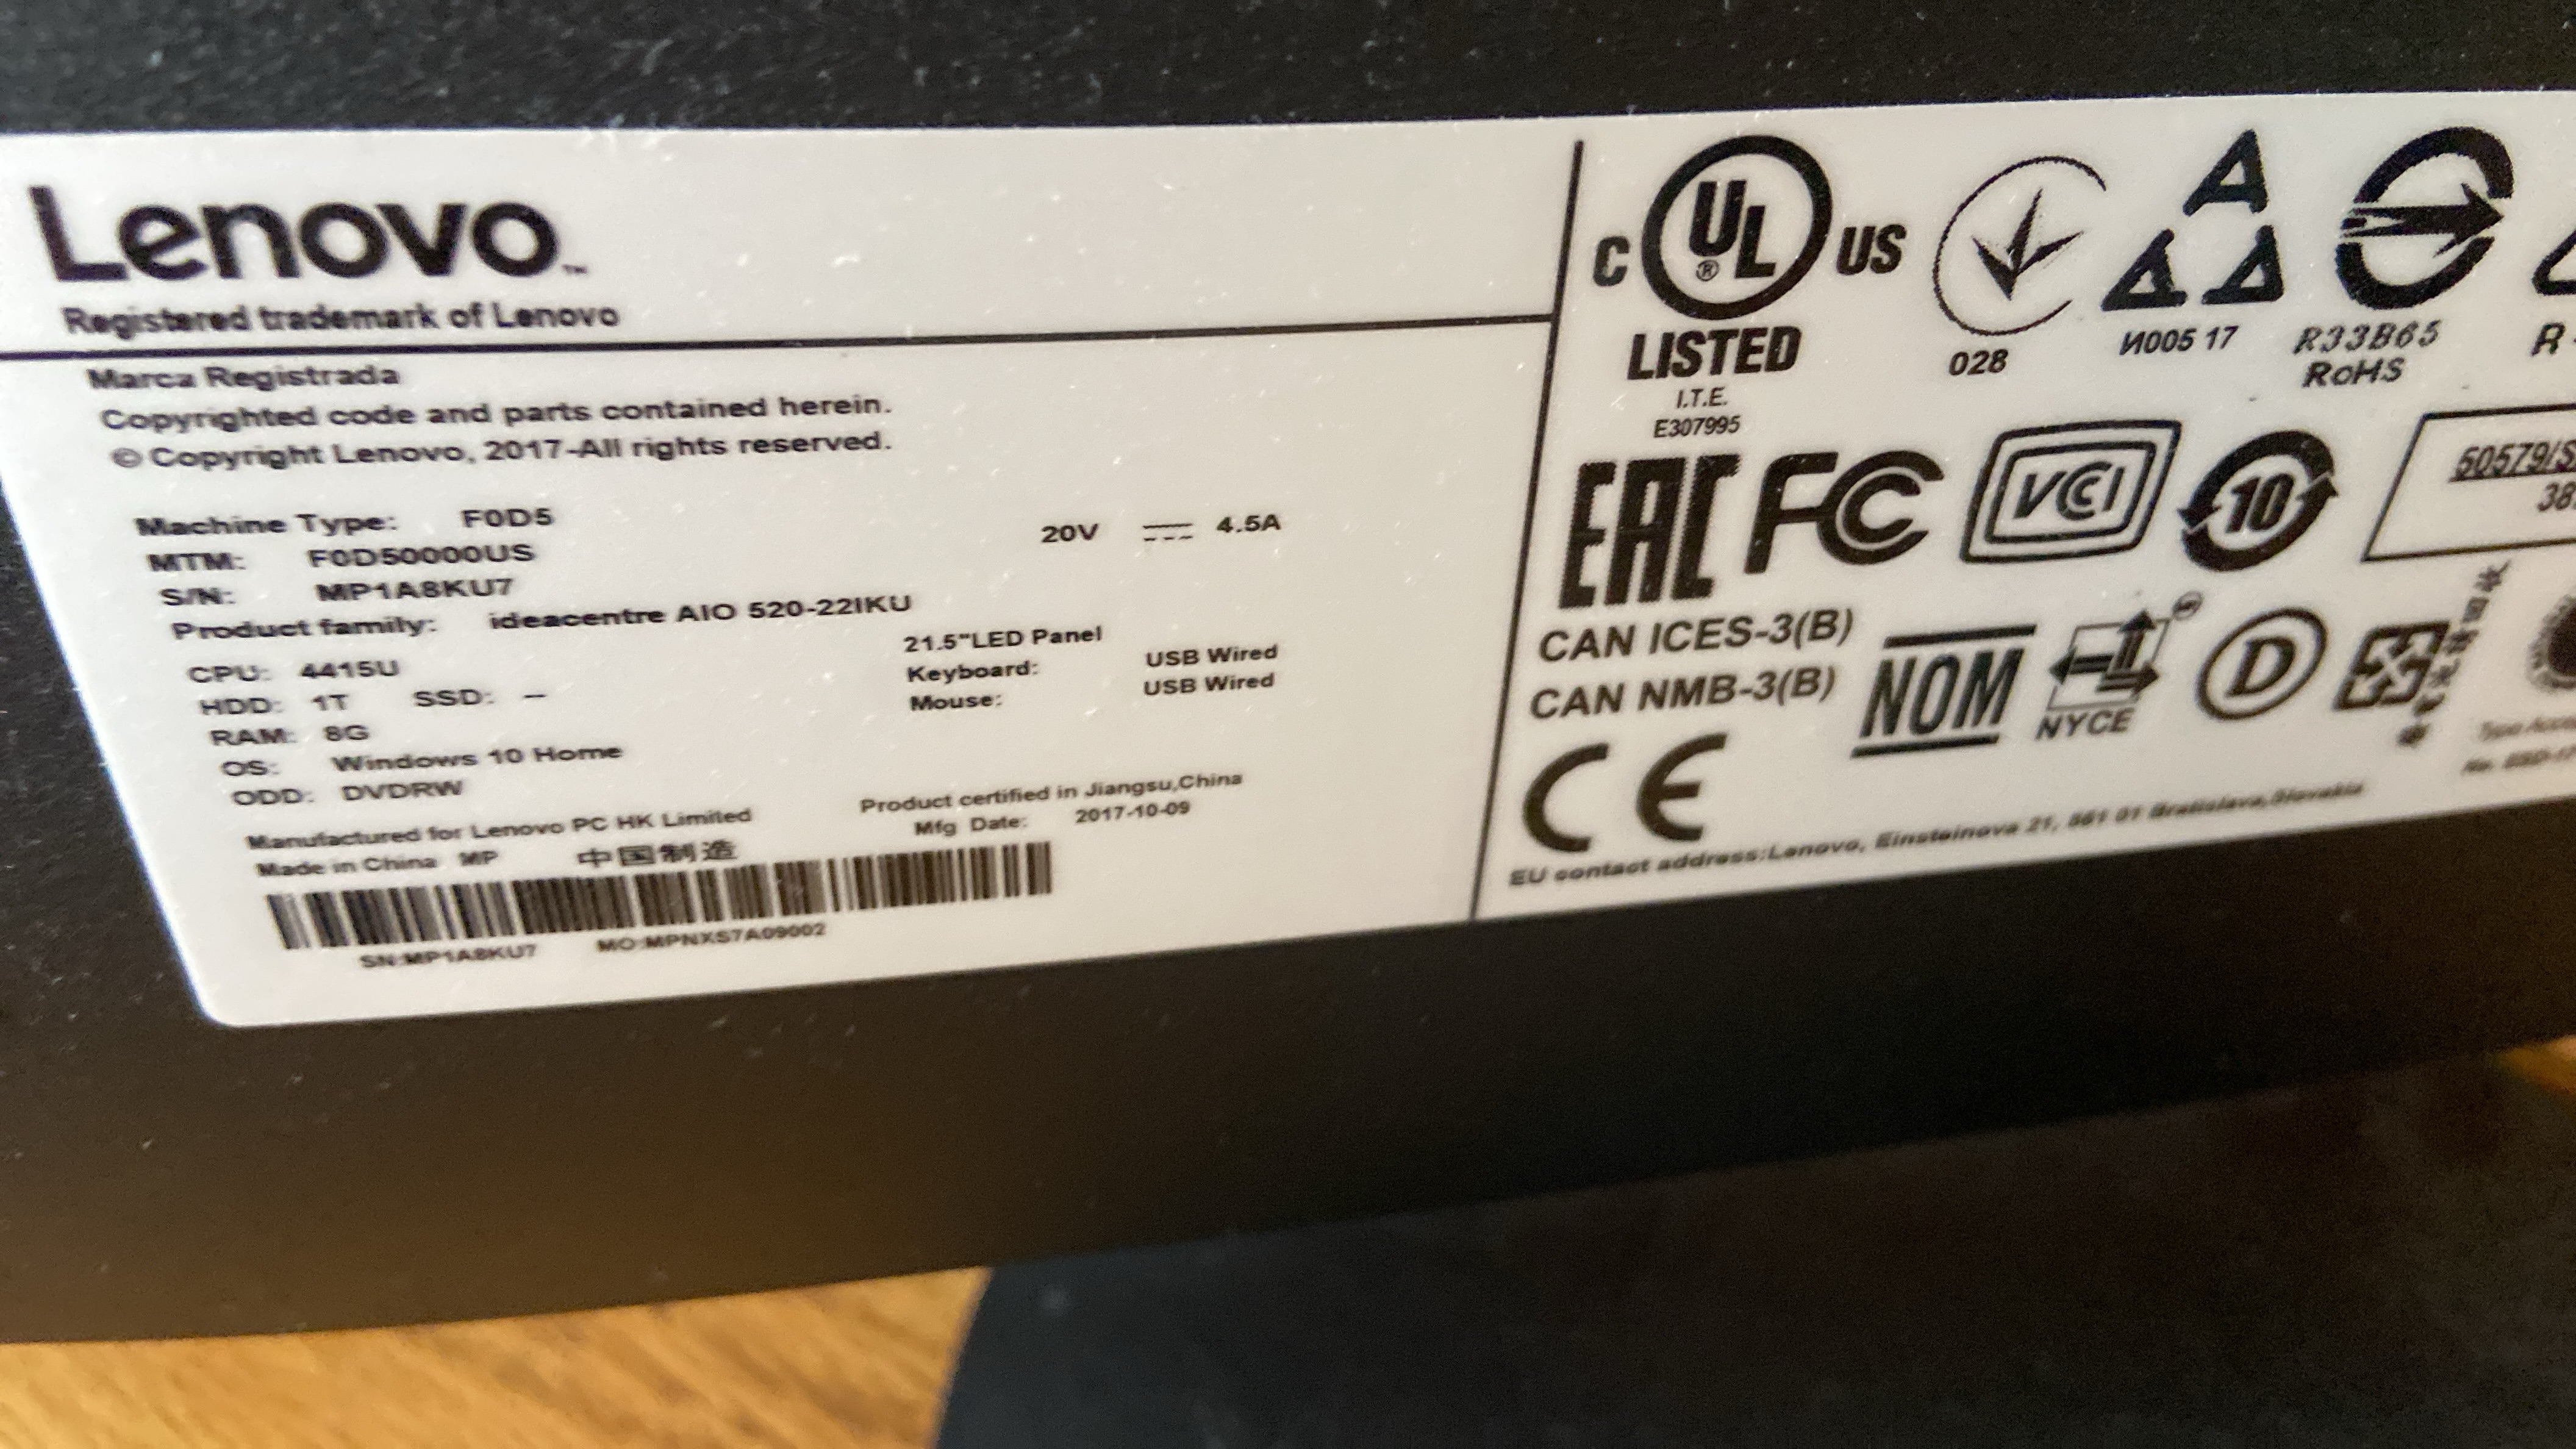 Lenovo™
Registered trademark of Lenovo
Marca Registrada
Copyrighted code and parts contained herein.
© Copyright Lenovo, 2017-All rights reserved.
Machine Type: F0D5
MTM: F0D50000US
20V 4.5A
S/N: MP1A8KU7
Product family: ideacentre AIO 520-22IKU
CPU: 4415U
HDD: 1T SSD: --
RAM: 8G
OS: Windows 10 Home
ODD: DVDRW
21.5"LED Panel
Keyboard: USB Wired
Mouse: USB Wired
Manufactured for Lenovo PC HK Limited
Made in China MP 中国制造
Product certified in Jiangsu,China
Mfg Date: 2017-10-09
SN:MP1A8KU7 MO:MPNXS7A09002
C UL® US
LISTED
I.T.E.
E307995
028
И005 17
R33B65
RoHS
R
EAC FC VCCI 10
60579/S
38
CAN ICES-3(B)
CAN NMB-3(B)
NOM
NYCE
D
CE
EU contact address:Lenovo, Einsteinova 21, 851 01 Bratislava,Slovakia